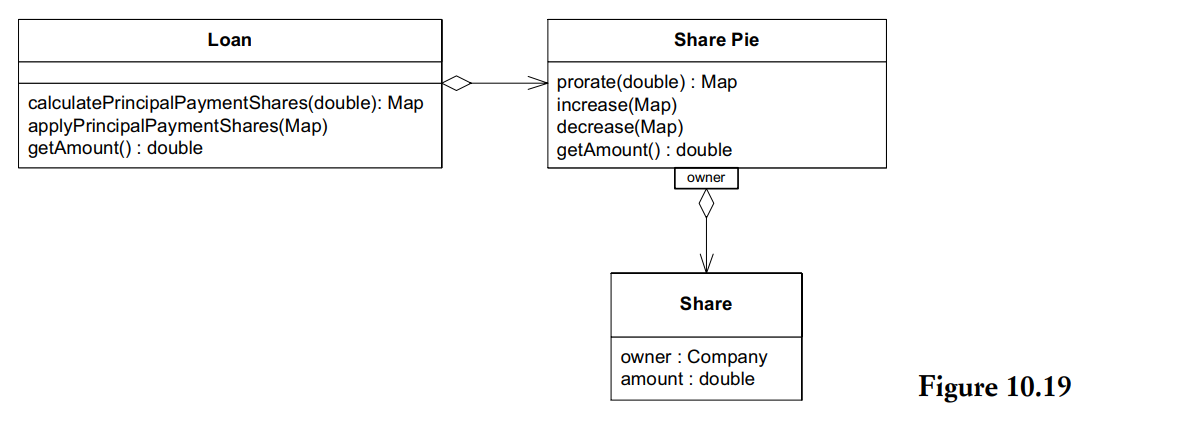 Loan
calculatePrincipalPaymentShares(double): Map
applyPrincipalPaymentShares(Map)
getAmount() : double
Share Pie
prorate(double) : Map
increase(Map)
decrease(Map)
getAmount() : double
owner
Share
owner : Company
amount : double
Figure 10.19